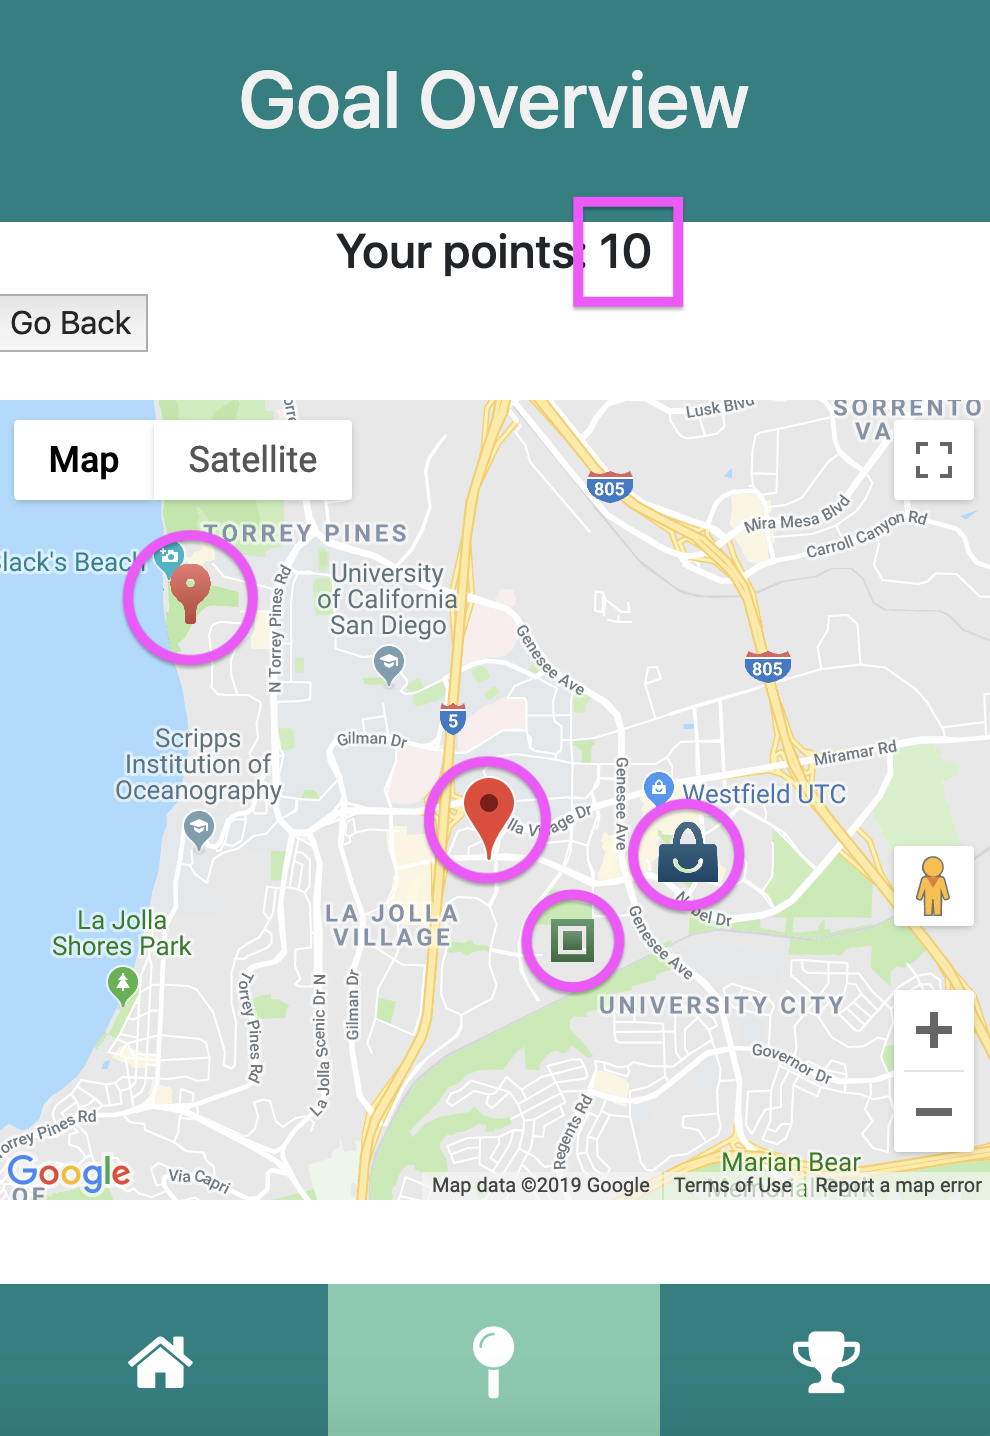 Goal Overview
Your points: 10
Go Back
Lusk Blvd
SORRENTO
VA
Map
Satellite
805
Mira Mesa Blvd
Carroll Canyon Rd
TORREY PINES
Black's Beach
University
of California
San Diego
N Torrey Pines Rd
Genesee Ave
805
5
Gilman Dr
Scripps
Institution of
Oceanography
Miramar Rd
Genesee Ave
Westfield UTC
lla Village Dr
Nobel Dr
La Jolla
Shores Park
LA JOLLA
VILLAGE
Genesee Ave
Torrey Pines Rd
La Jolla Scenic Dr N
Gilman Dr
UNIVERSITY CITY
Governor Dr
Regents Rd
Torrey Pines Rd
Google
OF
Via Capri
Marian Bear
Memorial Park
Map data ©2019 Google
Terms of Use
Report a map error